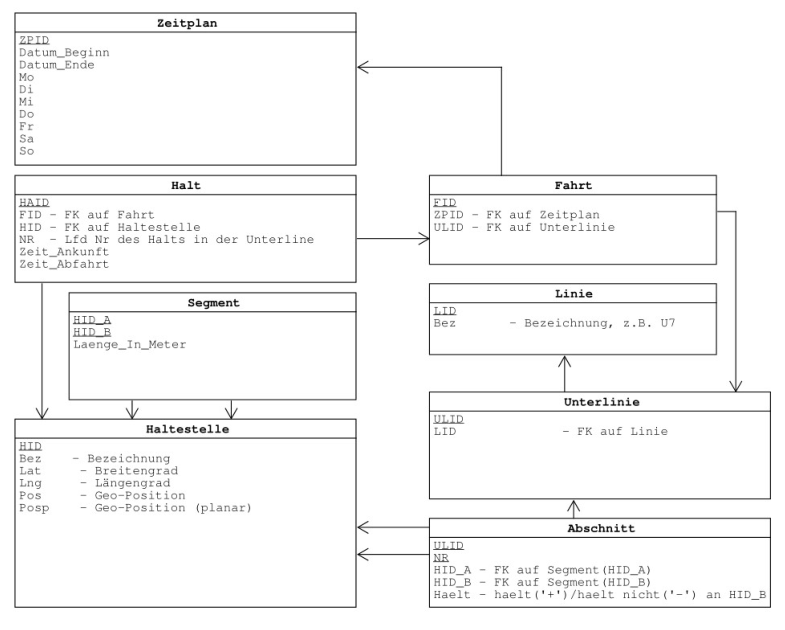 Zeitplan
ZPID
Datum_Beginn
Datum_Ende
Mo
Di
Mi
Do
Fr
Sa
So
Halt
HAID
FID - FK auf Fahrt
HID - FK auf Haltestelle
NR - Lfd Nr des Halts in der Unterline
Zeit_Ankunft
Zeit_Abfahrt
Fahrt
FID
ZPID - FK auf Zeitplan
ULID - FK auf Unterlinie
Segment
HID_A
HID_B
Laenge_In_Meter
Linie
LID
Bez - Bezeichnung, z.B. U7
Haltestelle
HID
Bez - Bezeichnung
Lat - Breitengrad
Lng - Längengrad
Pos - Geo-Position
Posp - Geo-Position (planar)
Unterlinie
ULID
LID - FK auf Linie
Abschnitt
ULID
NR
HID_A - FK auf Segment(HID_A)
HID_B - FK auf Segment(HID_B)
Haelt - haelt('+')/haelt nicht('-') an HID_B